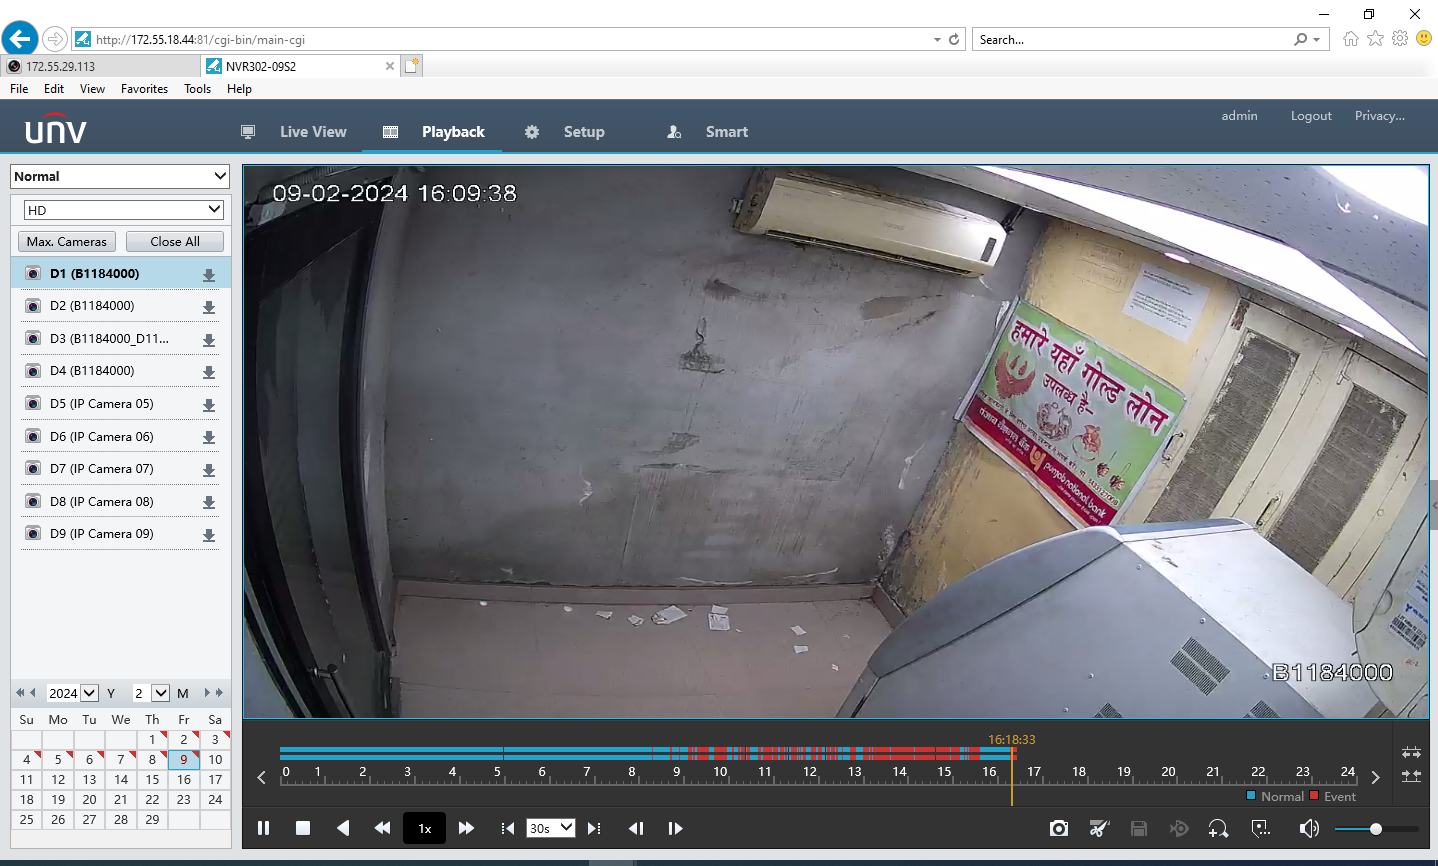 http://172.55.18.44:81/cgi-bin/main-cgi
Search...
172.55.29.113
NVR302-09S2
File Edit View Favorites Tools Help
unv
Live View
Playback
Setup
Smart
admin
Logout
Privacy...
Normal
HD
Max. Cameras
Close All
D1 (B1184000)
D2 (B1184000)
D3 (B1184000_D11...
D4 (B1184000)
D5 (IP Camera 05)
D6 (IP Camera 06)
D7 (IP Camera 07)
D8 (IP Camera 08)
D9 (IP Camera 09)
2024 Y 2 M
Su Mo Tu We Th Fr Sa
1 2 3
4 5 6 7 8 9 10
11 12 13 14 15 16 17
18 19 20 21 22 23 24
25 26 27 28 29
09-02-2024 16:09:38
हमारे यहाँ गोल्ड लोन
उपलब्ध है-
पंजाब नैशनल बैंक
punjab national bank
B1184000
16:18:33
0 1 2 3 4 5 6 7 8 9 10 11 12 13 14 15 16 17 18 19 20 21 22 23 24
Normal Event
1x
30s